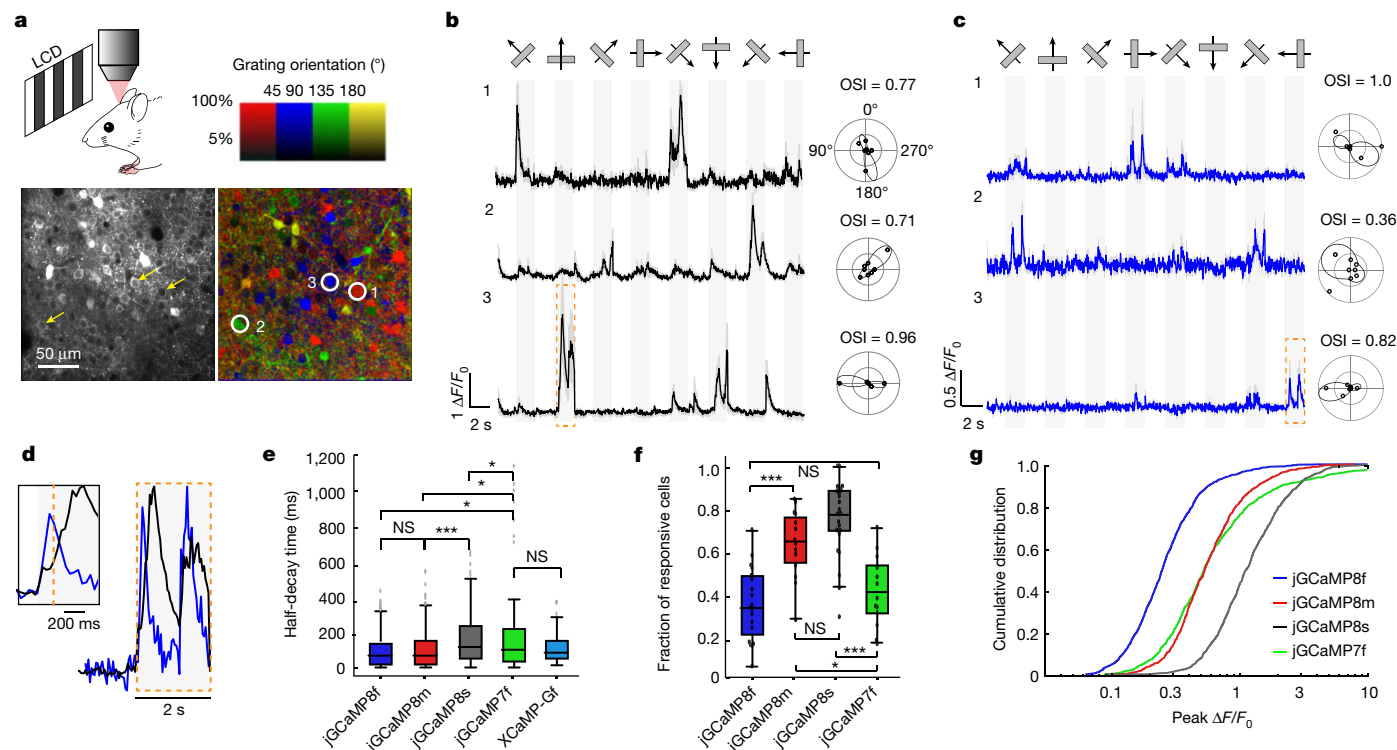 a
LCD
Grating orientation (°)
45 90 135 180
100%
5%
50 μm
1
2
3
b
1
2
3
OSI = 0.77
0°
90°
270°
180°
OSI = 0.71
OSI = 0.96
1 ΔF/F0
2 s
c
1
2
3
OSI = 1.0
OSI = 0.36
OSI = 0.82
0.5 ΔF/F0
2 s
d
200 ms
2 s
e
Half-decay time (ms)
1,200
1,000
800
600
400
200
0
*
*
*
NS
***
NS
jGCaMP8f
jGCaMP8m
jGCaMP8s
jGCaMP7f
XCaMP-Gf
f
Fraction of responsive cells
1.0
0.8
0.6
0.4
0.2
0
NS
***
NS
***
*
jGCaMP8f
jGCaMP8m
jGCaMP8s
jGCaMP7f
g
Cumulative distribution
1.0
0.8
0.6
0.4
0.2
0
jGCaMP8f
jGCaMP8m
jGCaMP8s
jGCaMP7f
0.1 0.3 1 3 10
Peak ΔF/F0